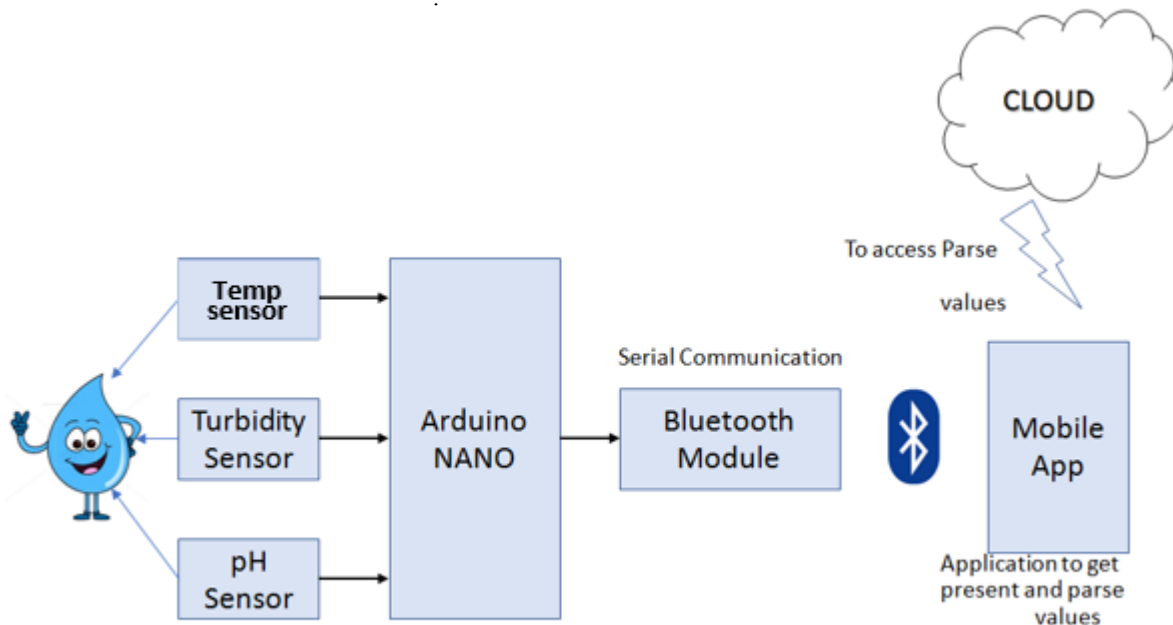 CLOUD
To access Parse
values
Temp
sensor
Serial Communication
Turbidity
Sensor
Arduino
NANO
Bluetooth
Module
Mobile
App
pH
Sensor
Application to get
present and parse
values